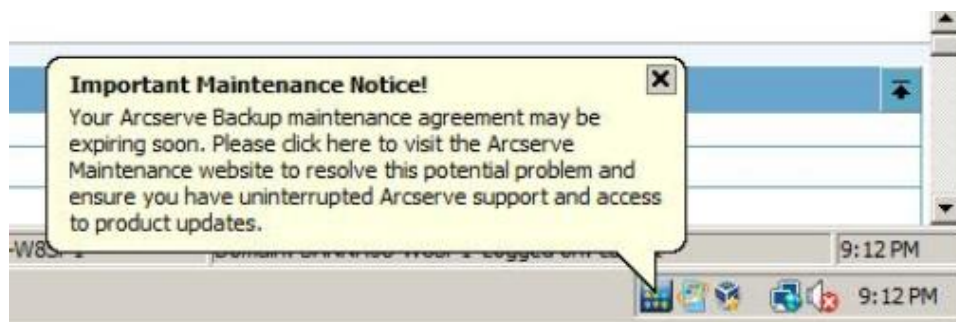 Important Maintenance Notice!
Your Arcserve Backup maintenance agreement may be
expiring soon. Please click here to visit the Arcserve
Maintenance website to resolve this potential problem and
ensure you have uninterrupted Arcserve support and access
to product updates.
9:12 PM
9:12 PM